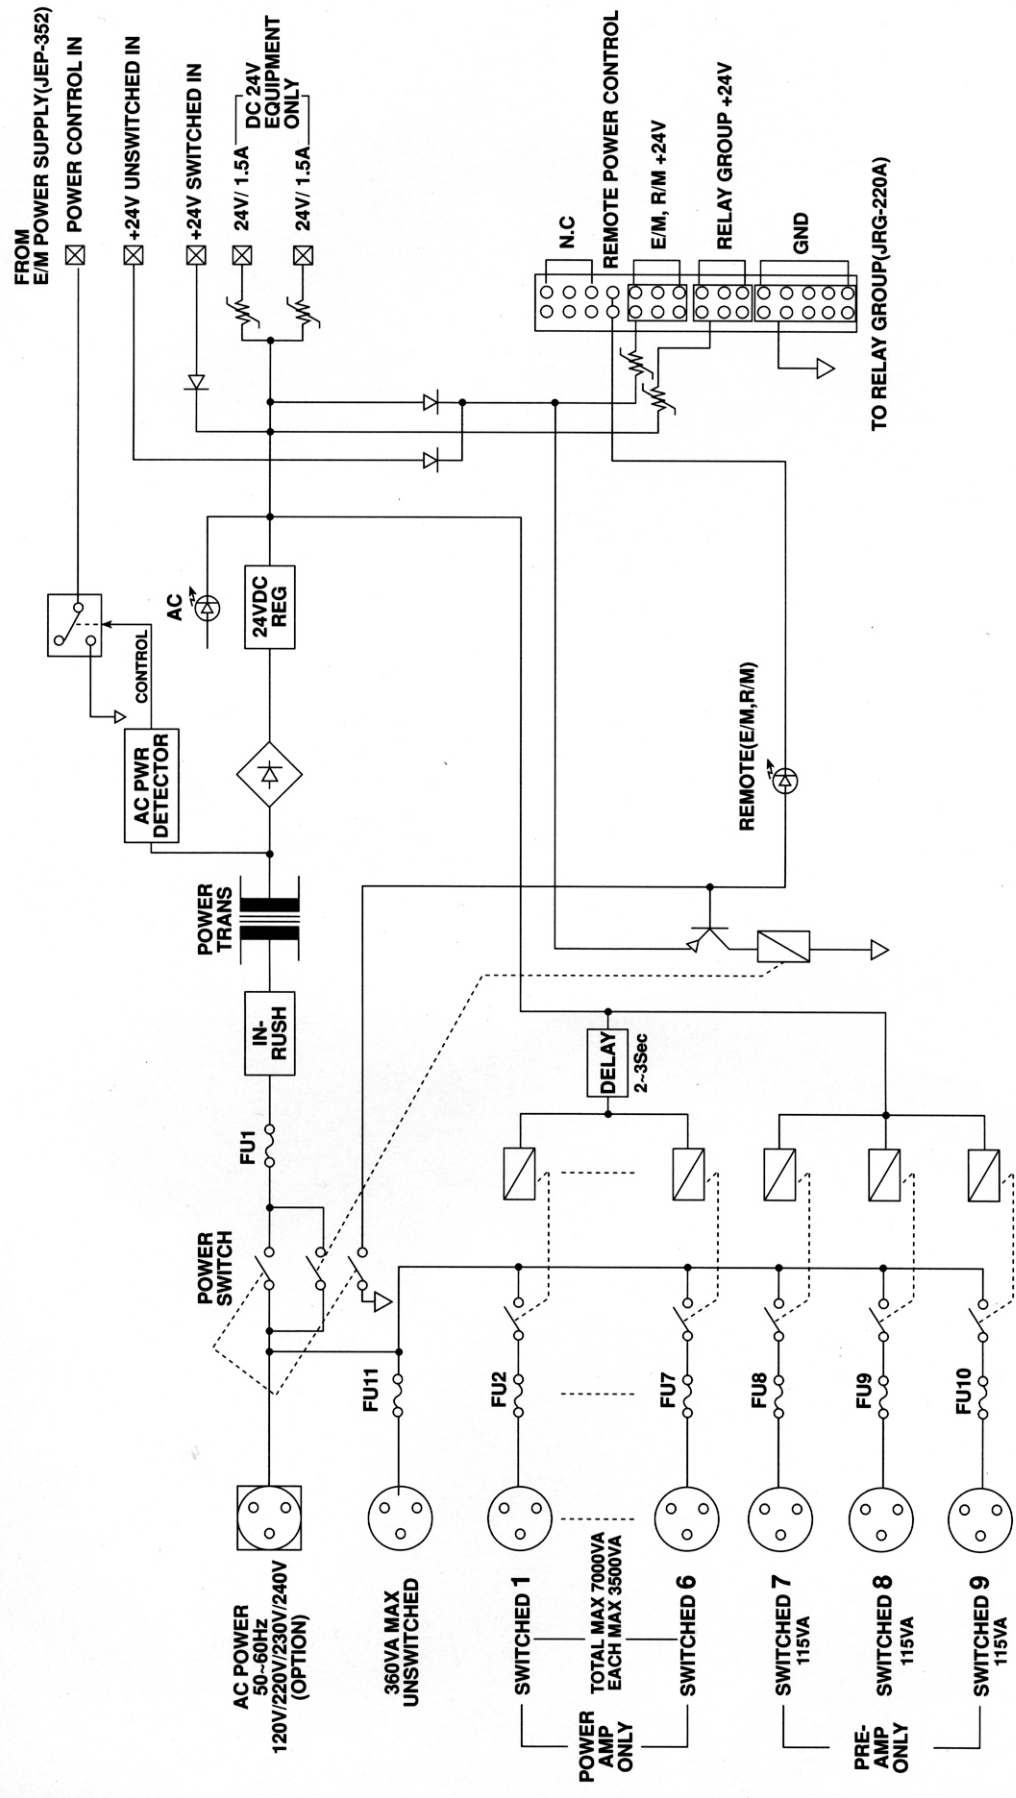 FROM
E/M POWER SUPPLY(JEP-352)
POWER CONTROL IN
+24V UNSWITCHED IN
+24V SWITCHED IN
24V/ 1.5A
24V/ 1.5A
DC 24V
EQUIPMENT
ONLY
N.C
REMOTE POWER CONTROL
E/M, R/M +24V
RELAY GROUP +24V
GND
TO RELAY GROUP(JRG-220A)
CONTROL
AC PWR
DETECTOR
AC
24VDC
REG
POWER
TRANS
IN-
RUSH
FU1
POWER
SWITCH
REMOTE(E/M,R/M)
DELAY
2~3Sec
FU11
FU2
FU7
FU8
FU9
FU10
AC POWER
50~60Hz
120V/220V/230V/240V
(OPTION)
360VA MAX
UNSWITCHED
SWITCHED 1
TOTAL MAX 7000VA
EACH MAX 3500VA
SWITCHED 6
SWITCHED 7
115VA
SWITCHED 8
115VA
SWITCHED 9
115VA
POWER
AMP
ONLY
PRE-
AMP
ONLY